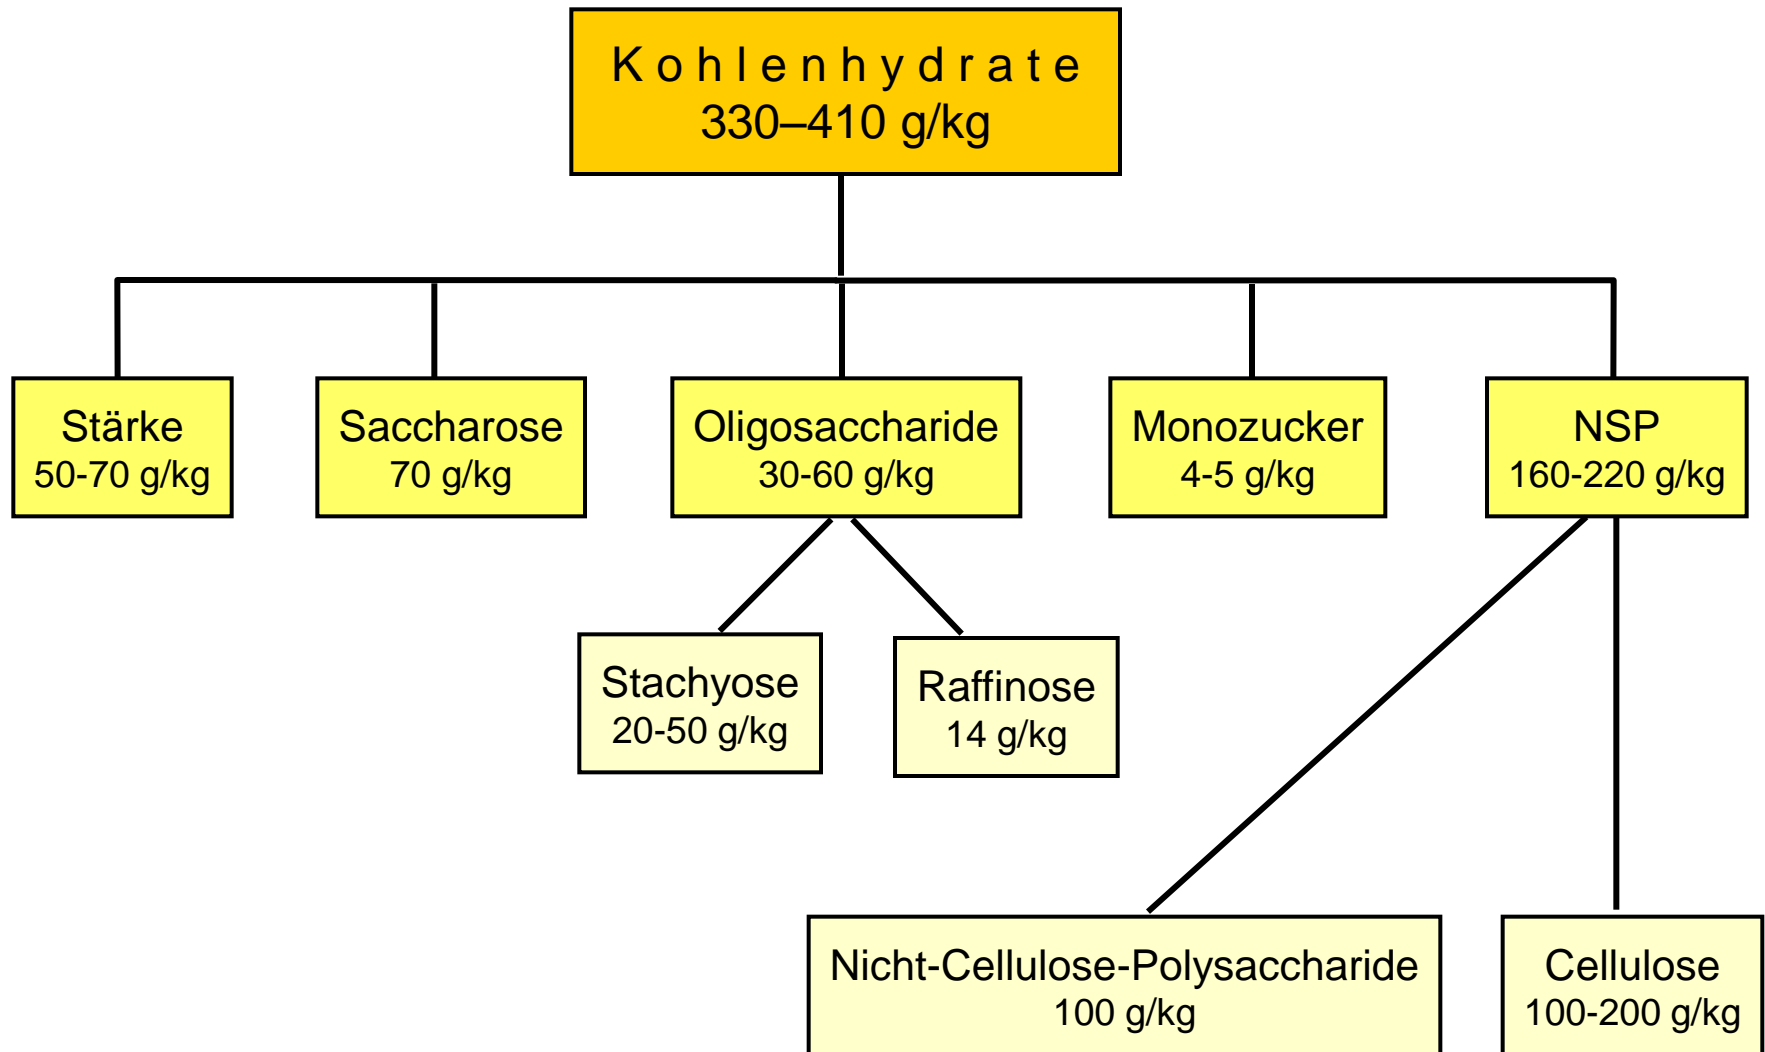 K o h l e n h y d r a t e
330–410 g/kg
Stärke
50-70 g/kg
Saccharose
70 g/kg
Oligosaccharide
30-60 g/kg
Monozucker
4-5 g/kg
NSP
160-220 g/kg
Stachyose
20-50 g/kg
Raffinose
14 g/kg
Nicht-Cellulose-Polysaccharide
100 g/kg
Cellulose
100-200 g/kg